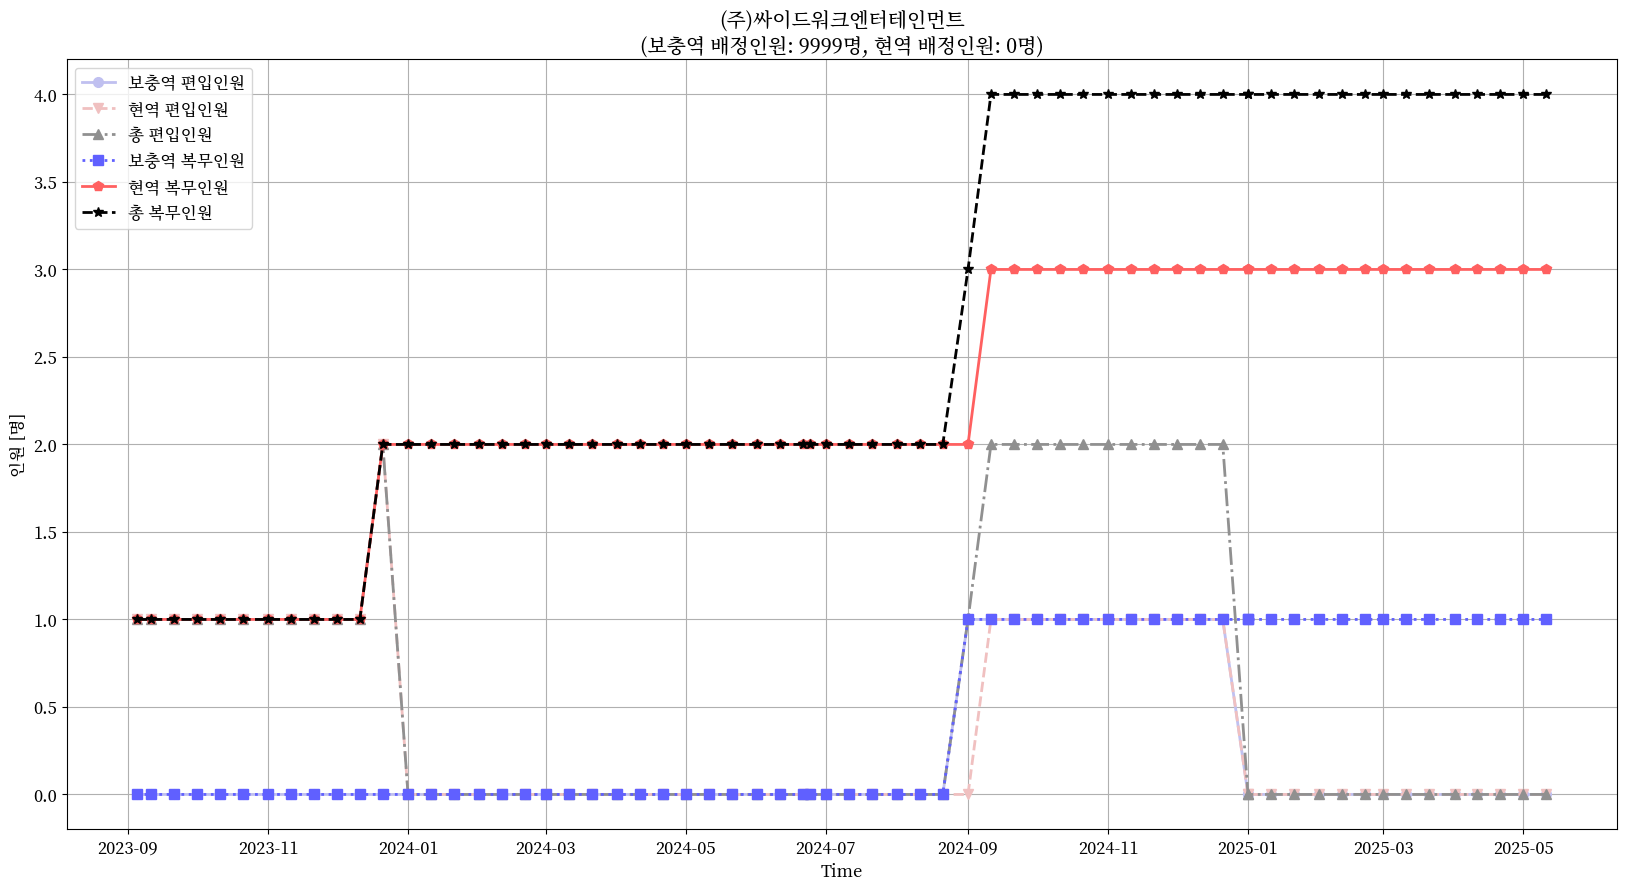 (주)싸이드워크엔터테인먼트
(보충역 배정인원: 9999명, 현역 배정인원: 0명)
보충역 편입인원
현역 편입인원
총 편입인원
보충역 복무인원
현역 복무인원
총 복무인원
4.0
3.5
3.0
2.5
2.0
1.5
1.0
0.5
0.0
인원 [명]
2023-09
2023-11
2024-01
2024-03
2024-05
2024-07
2024-09
2024-11
2025-01
2025-03
2025-05
Time